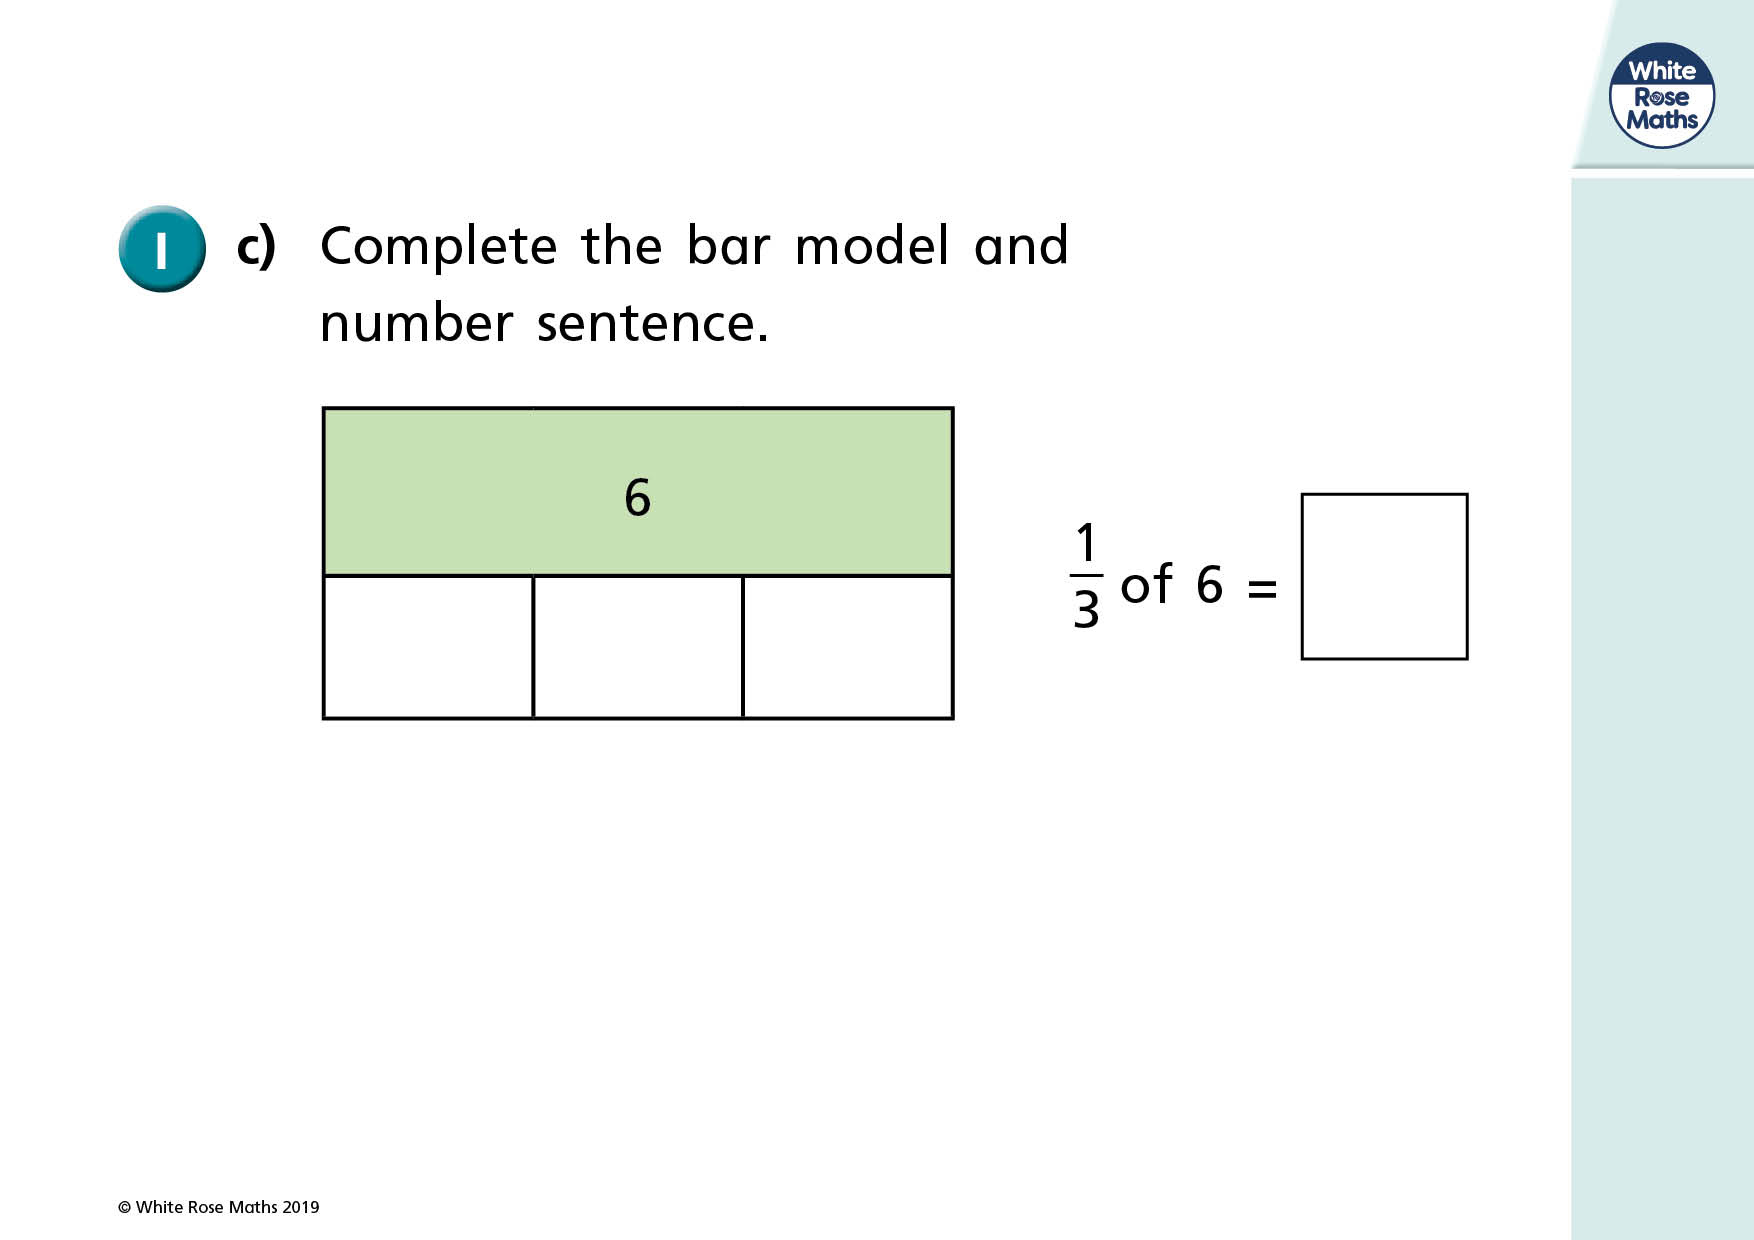 White
Rose
Maths
1 c) Complete the bar model and
number sentence.
6
1/3 of 6 =
© White Rose Maths 2019